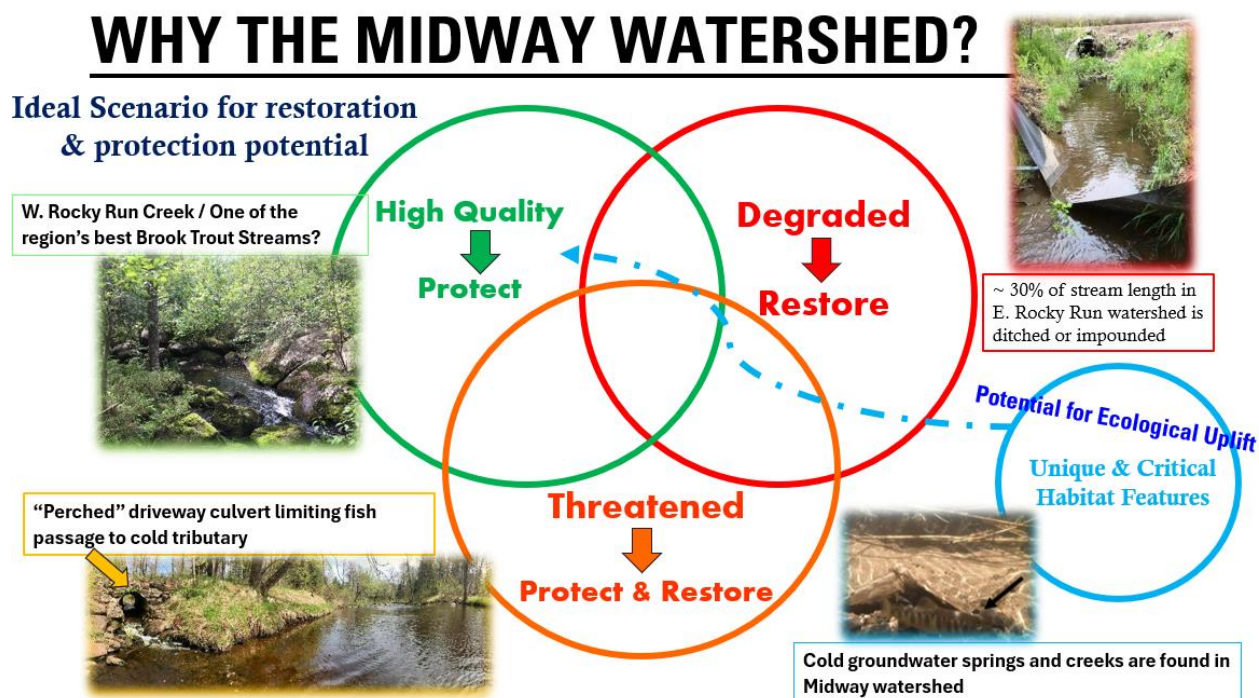 WHY THE MIDWAY WATERSHED?
Ideal Scenario for restoration
& protection potential
W. Rocky Run Creek / One of the
region's best Brook Trout Streams?
High Quality
Protect
Degraded
Restore
~ 30% of stream length in
E. Rocky Run watershed is
ditched or impounded
Potential for Ecological Uplift
Unique & Critical
Habitat Features
"Perched" driveway culvert limiting fish
passage to cold tributary
Threatened
Protect & Restore
Cold groundwater springs and creeks are found in
Midway watershed